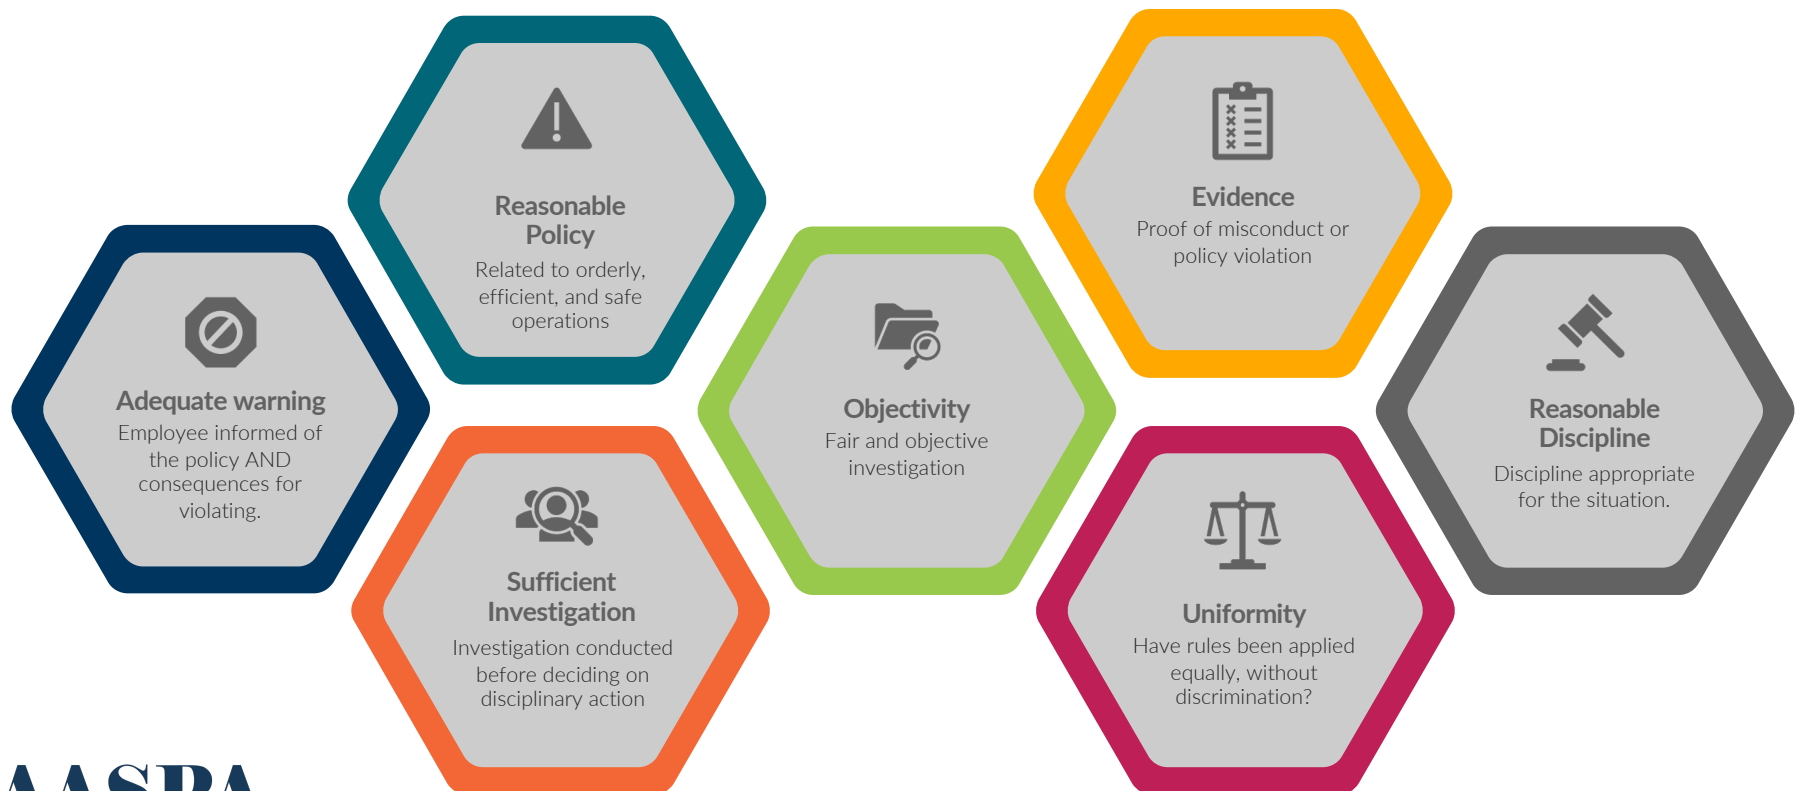 Adequate warning
Employee informed of
the policy AND
consequences for
violating.
Reasonable
Policy
Related to orderly,
efficient, and safe
operations
Sufficient
Investigation
Investigation conducted
before deciding on
disciplinary action
Objectivity
Fair and objective
investigation
Evidence
Proof of misconduct or
policy violation
Uniformity
Have rules been applied
equally, without
discrimination?
Reasonable
Discipline
Discipline appropriate
for the situation.
AASPA